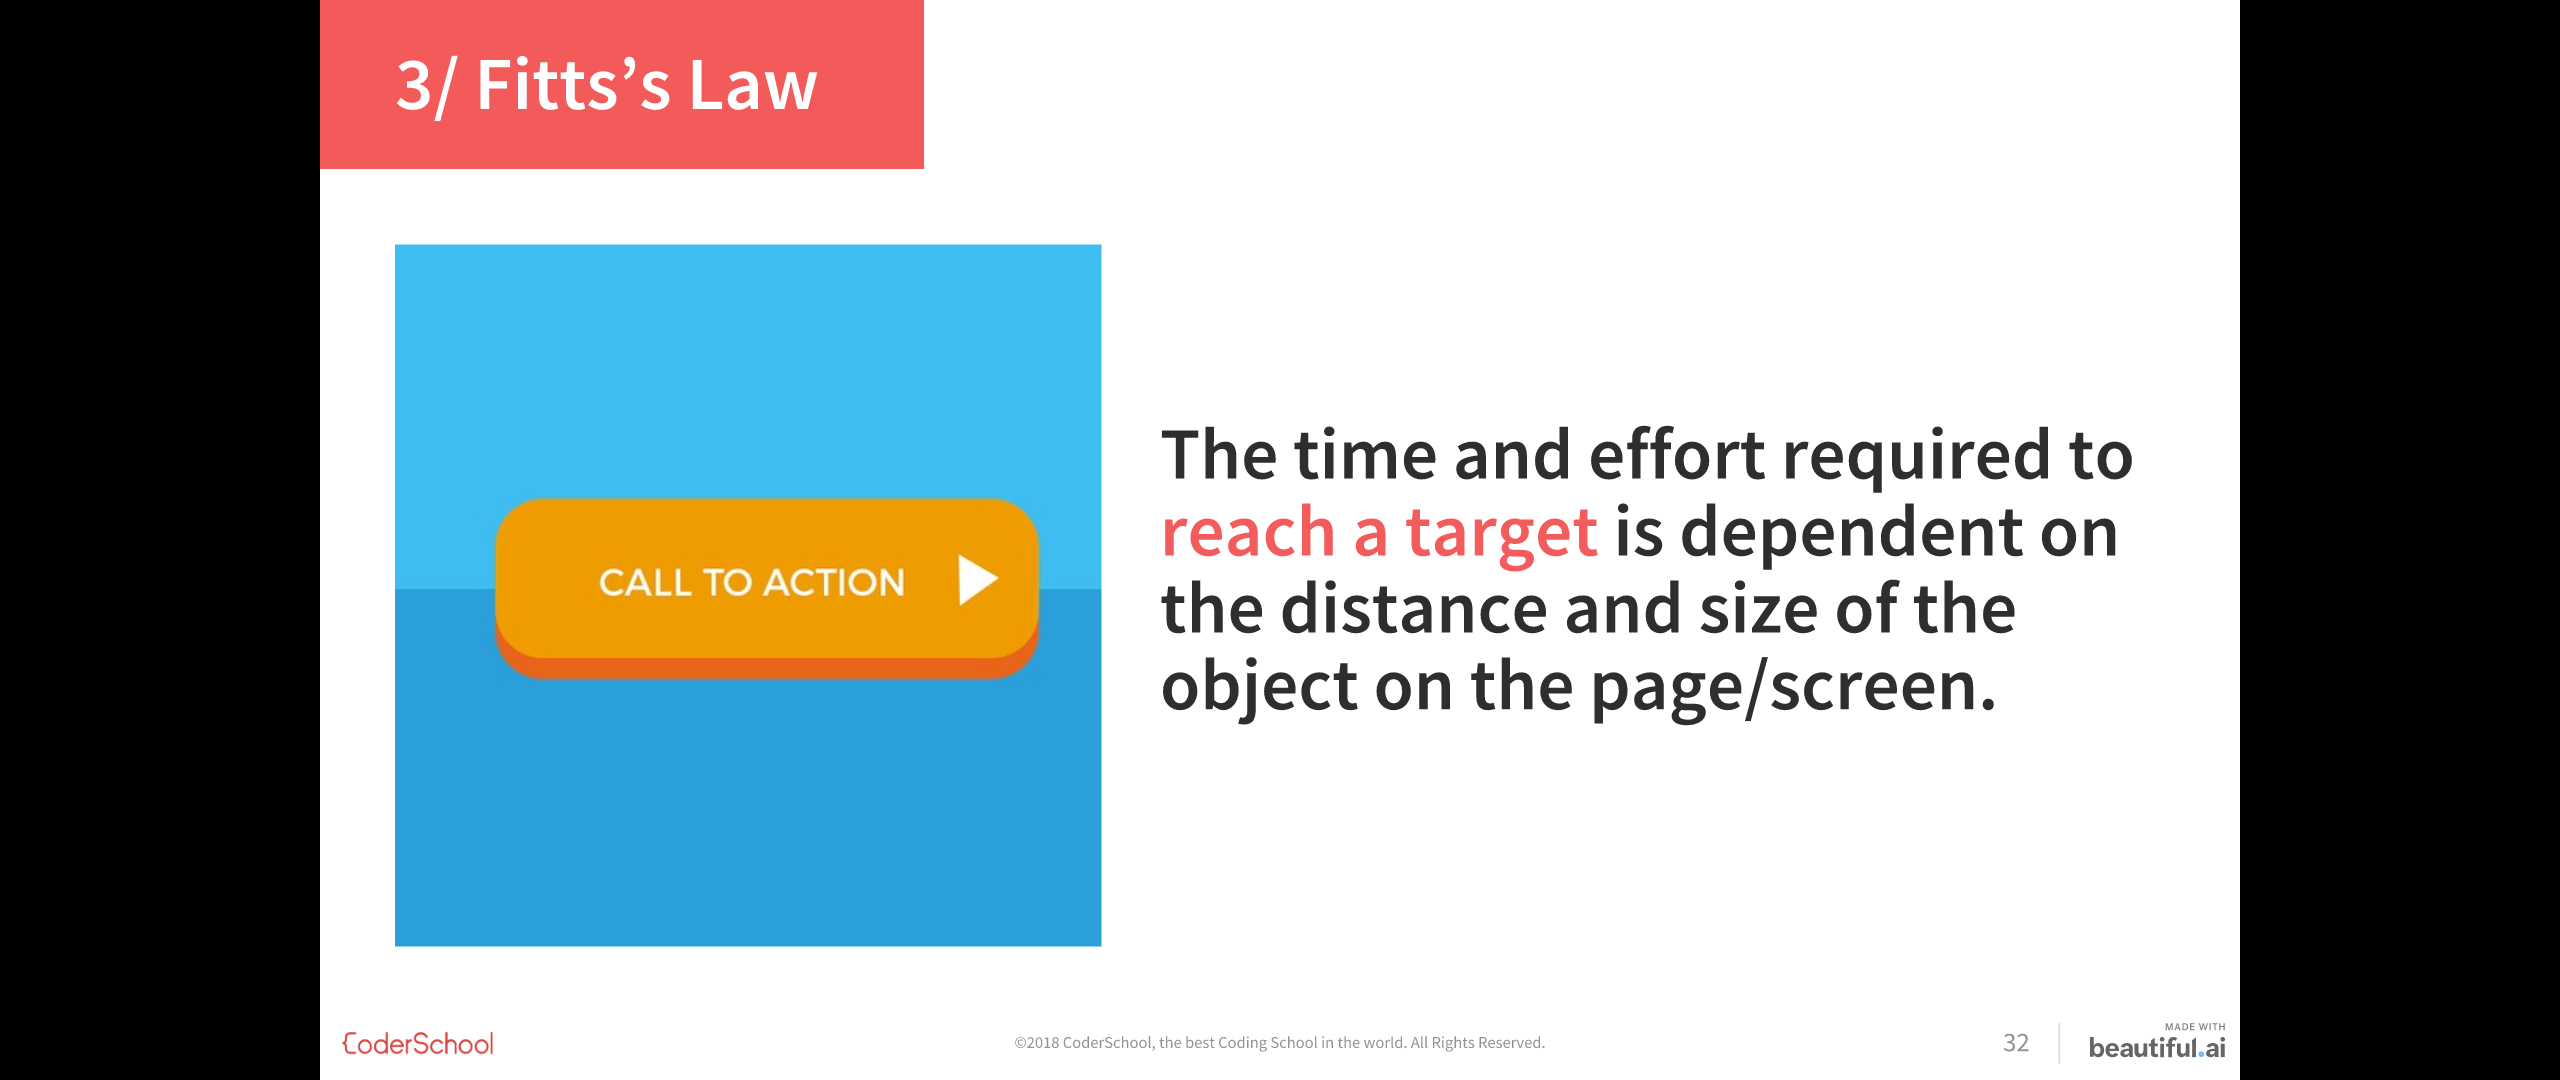 3/ Fitts’s Law
CALL TO ACTION
The time and effort required to
reach a target is dependent on
the distance and size of the
object on the page/screen.
CoderSchool
©2018 CoderSchool, the best Coding School in the world. All Rights Reserved.
32
MADE WITH
beautiful.ai